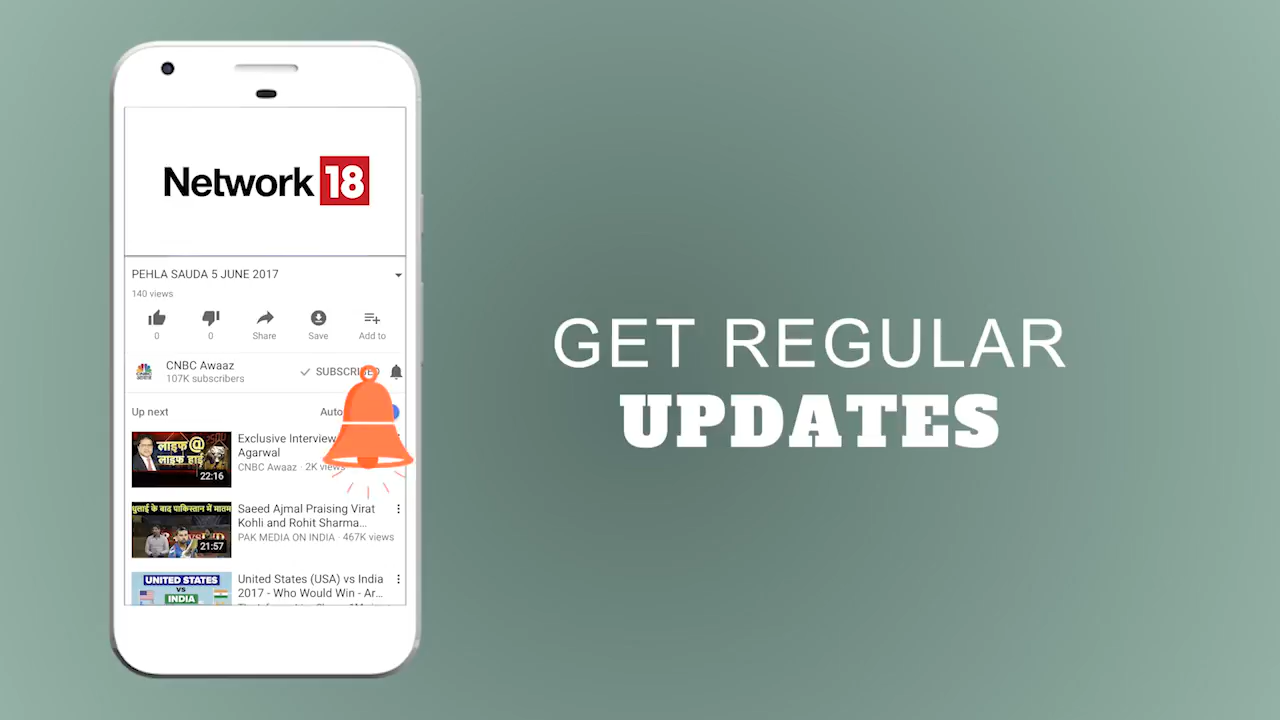 Network 18
PEHLA SAUDA 5 JUNE 2017
140 views
0
0
Share
Save
Add to
CNBC Awaaz
107K subscribers
SUBSCRIBED
Up next
Exclusive Interview
Agarwal
CNBC Awaaz · 2K views
लाइफ @
लाइफ हाई
22:16
Saeed Ajmal Praising Virat
Kohli and Rohit Sharma...
PAK MEDIA ON INDIA · 467K views
धुलाई के बाद पाकिस्तान में मातम
21:57
United States (USA) vs India
2017 - Who Would Win - Ar...
UNITED STATES
VS
INDIA
GET REGULAR
UPDATES